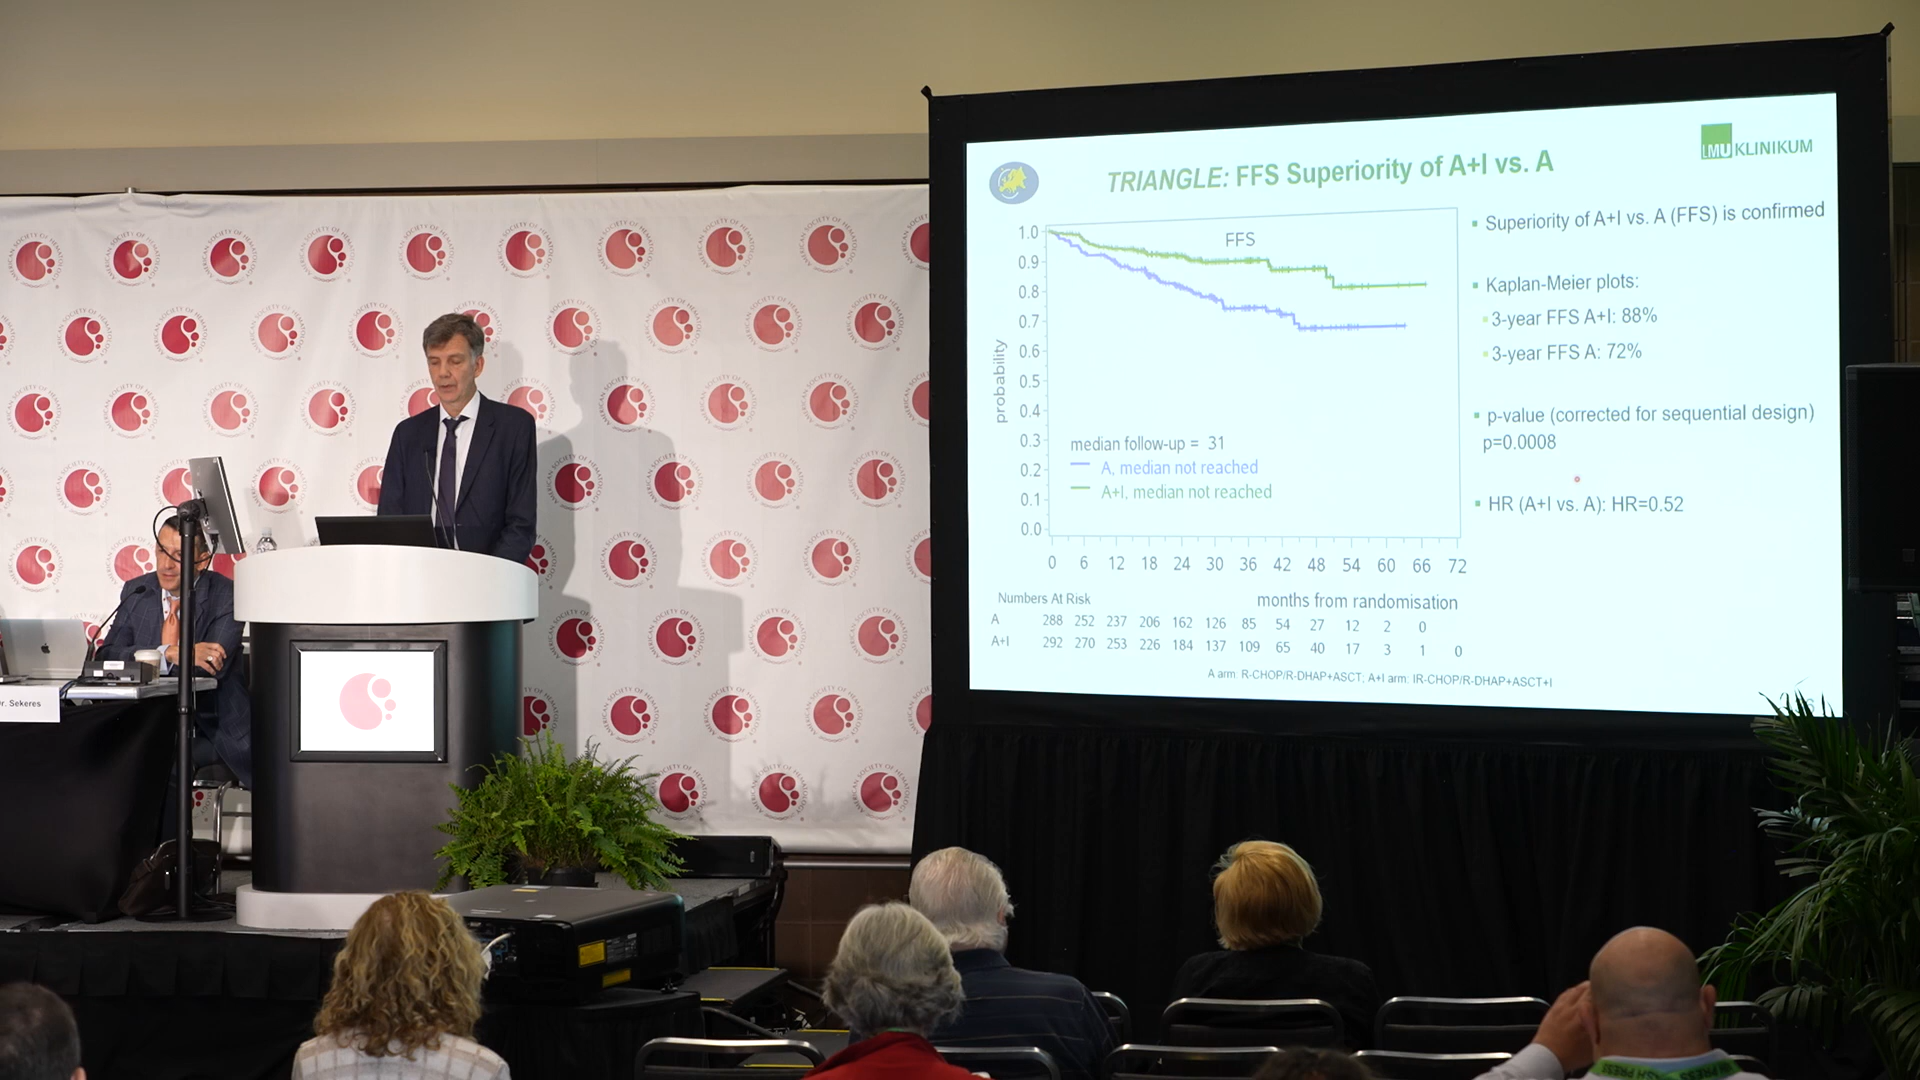 TRIANGLE: FFS Superiority of A+I vs. A
LMU KLINIKUM
FFS
1.0
0.9
0.8
0.7
0.6
0.5
0.4
0.3
0.2
0.1
0.0
probability
median follow-up = 31
A, median not reached
A+I, median not reached
0 6 12 18 24 30 36 42 48 54 60 66 72
months from randomisation
Numbers At Risk
A 288 252 237 206 162 126 85 54 27 12 2 0
A+I 292 270 253 226 184 137 109 65 40 17 3 1 0
A arm: R-CHOP/R-DHAP+ASCT; A+I arm: IR-CHOP/R-DHAP+ASCT+I
Superiority of A+I vs. A (FFS) is confirmed
Kaplan-Meier plots:
3-year FFS A+I: 88%
3-year FFS A: 72%
p-value (corrected for sequential design)
p=0.0008
HR (A+I vs. A): HR=0.52
AMERICAN SOCIETY OF HEMATOLOGY
r. Sekeres